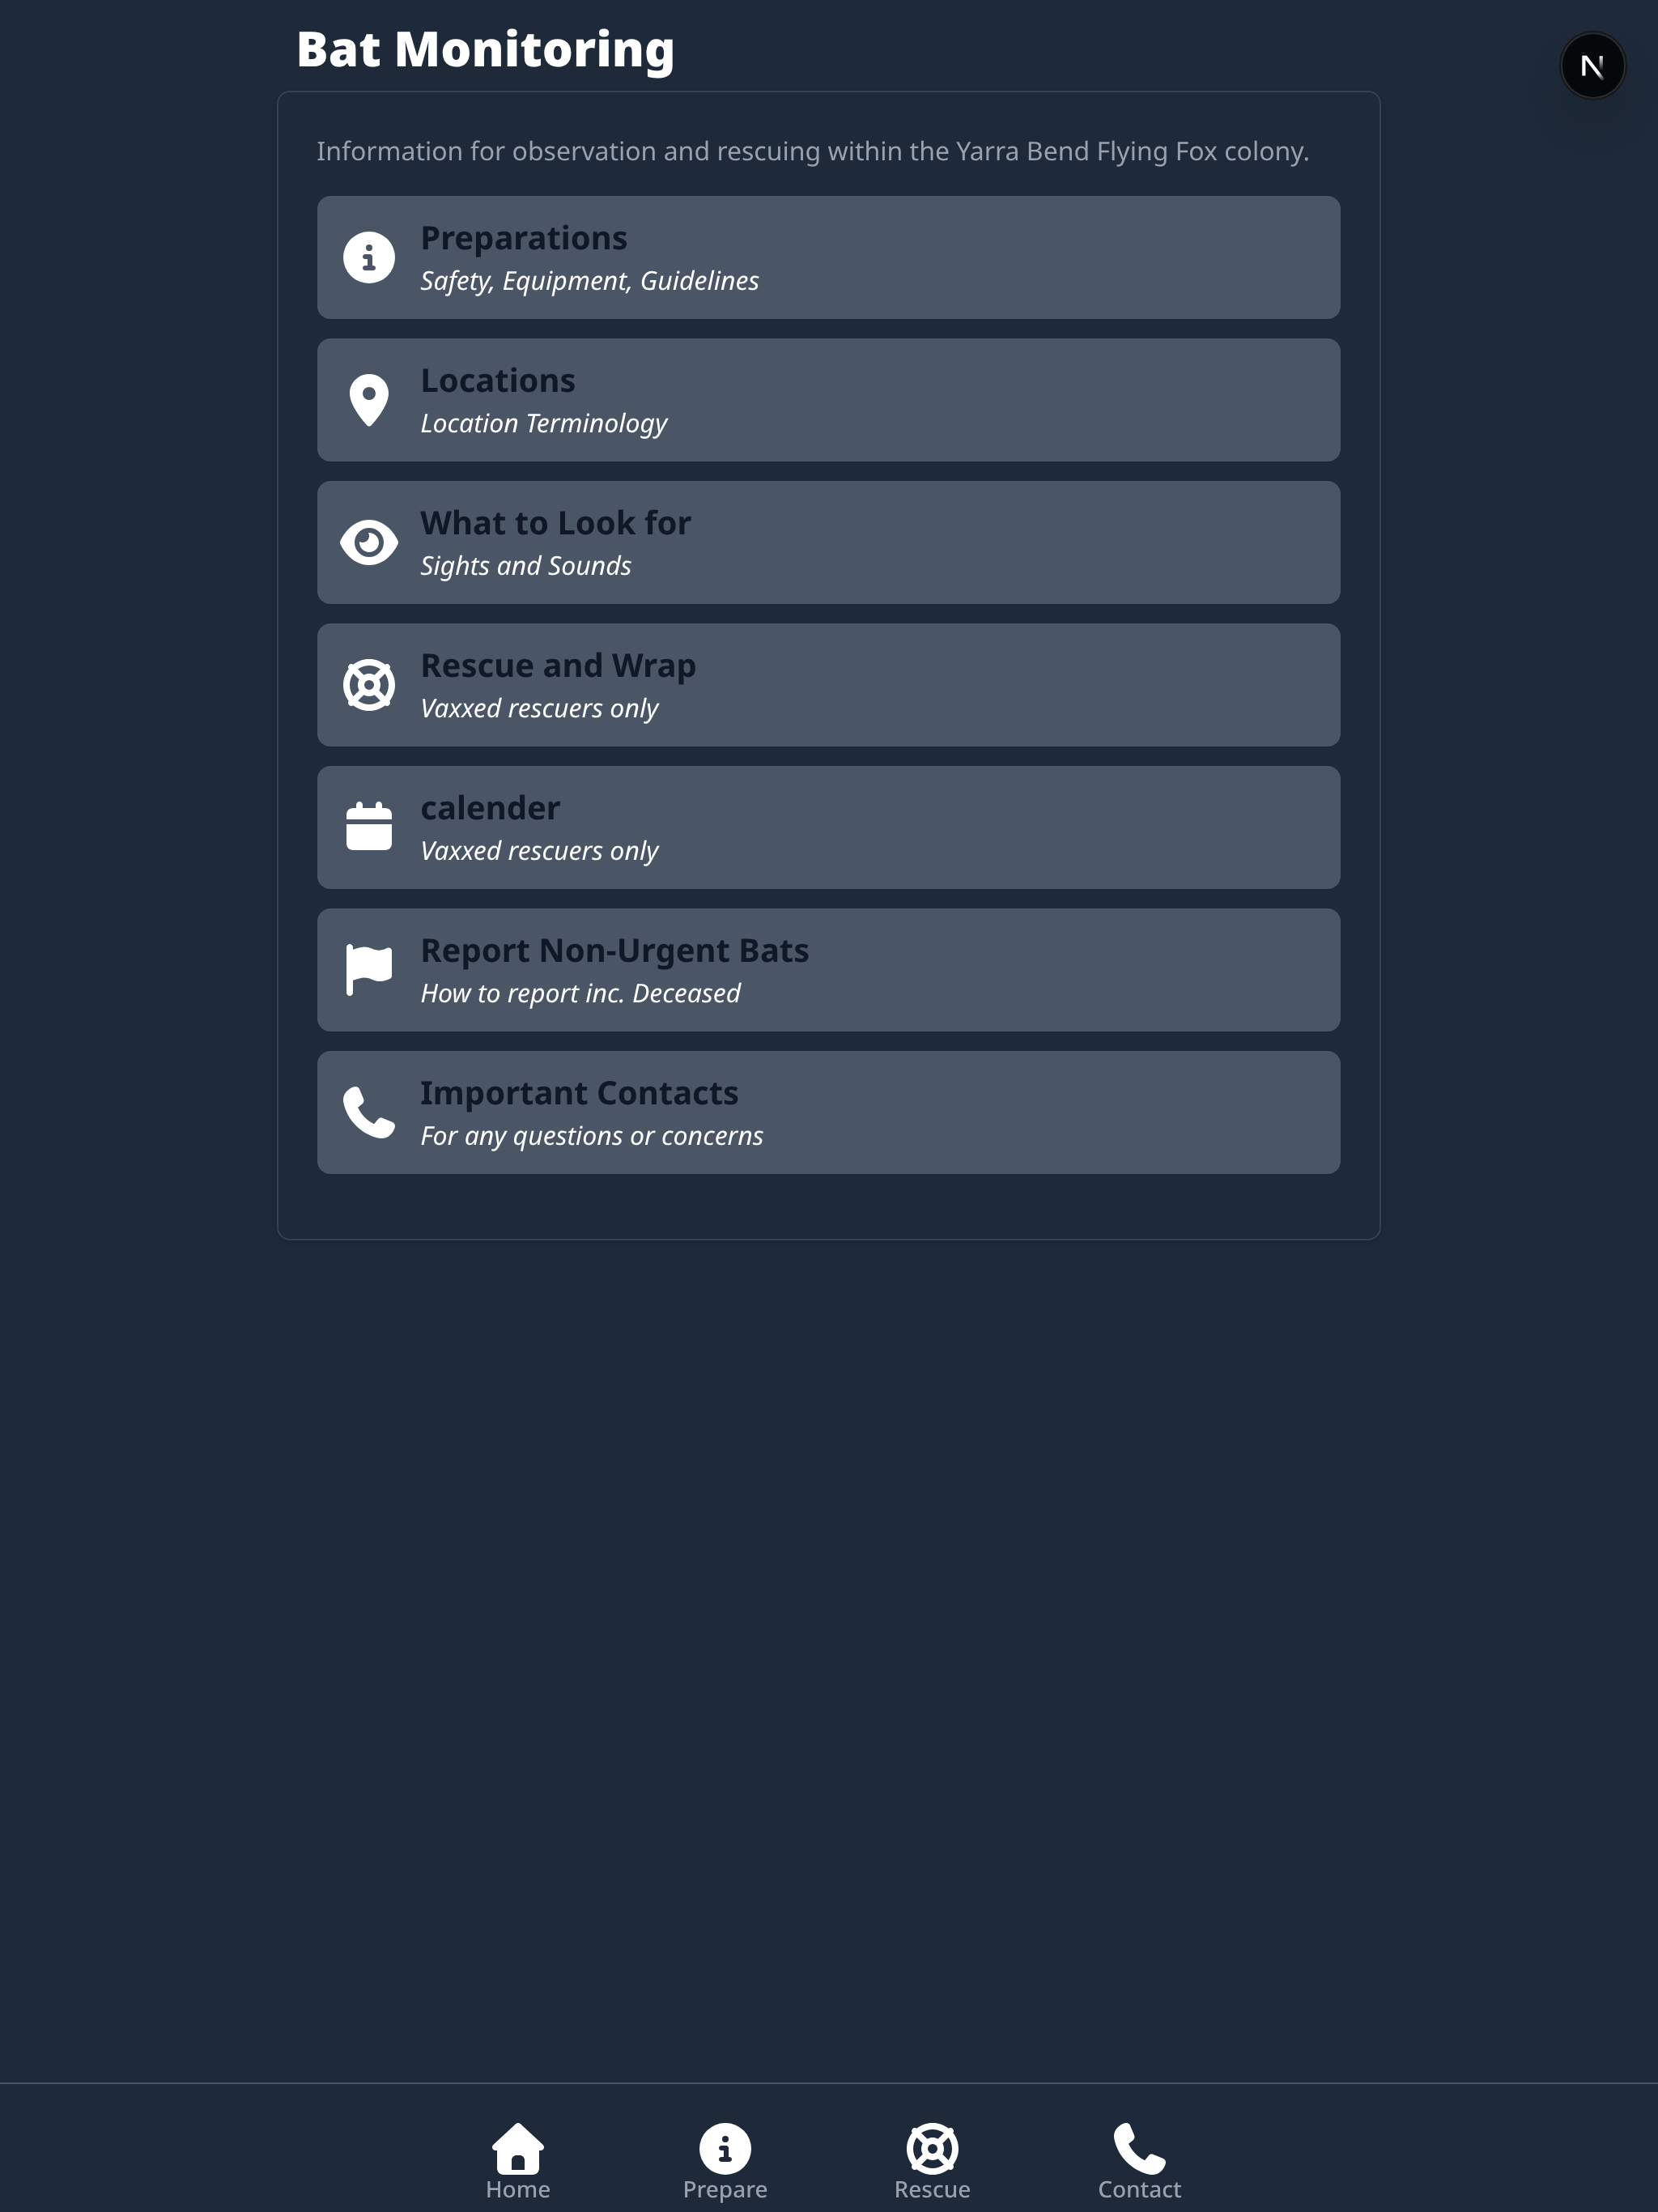 Bat Monitoring
N
Information for observation and rescuing within the Yarra Bend Flying Fox colony.
Preparations
Safety, Equipment, Guidelines
Locations
Location Terminology
What to Look for
Sights and Sounds
Rescue and Wrap
Vaxxed rescuers only
calender
Vaxxed rescuers only
Report Non-Urgent Bats
How to report inc. Deceased
Important Contacts
For any questions or concerns
Home Prepare Rescue Contact